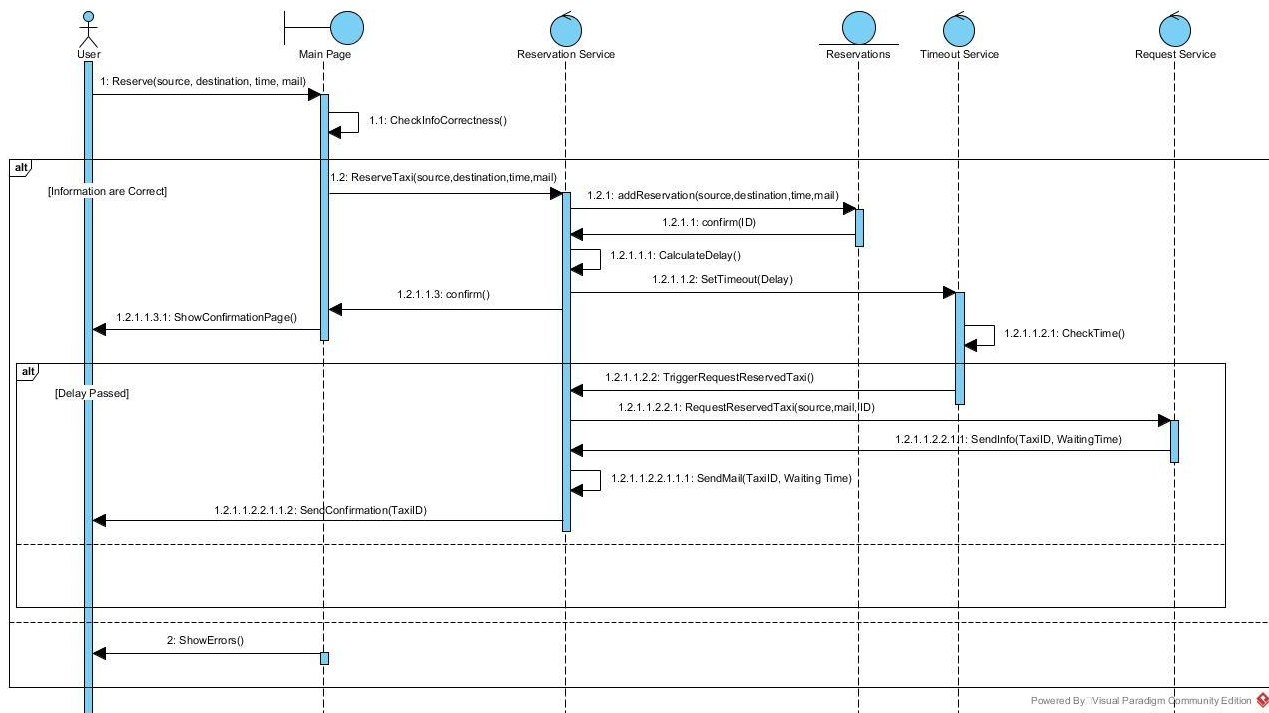 User
Main Page
Reservation Service
Reservations
Timeout Service
Request Service
1: Reserve(source, destination, time, mail)
1.1: CheckInfoCorrectness()
alt
[Information are Correct]
1.2: ReserveTaxi(source,destination,time,mail)
1.2.1: addReservation(source,destination,time,mail)
1.2.1.1: confirm(ID)
1.2.1.1.1: CalculateDelay()
1.2.1.1.2: SetTimeout(Delay)
1.2.1.1.3: confirm()
1.2.1.1.3.1: ShowConfirmationPage()
1.2.1.1.2.1: CheckTime()
alt
[Delay Passed]
1.2.1.1.2.2: TriggerRequestReservedTaxi()
1.2.1.1.2.2.1: RequestReservedTaxi(source,mail,ID)
1.2.1.1.2.2.1.1: SendInfo(TaxiID, WaitingTime)
1.2.1.1.2.2.1.1.1: SendMail(TaxiID, Waiting Time)
1.2.1.1.2.2.1.1.2: SendConfirmation(TaxiID)
2: ShowErrors()
Powered By Visual Paradigm Community Edition